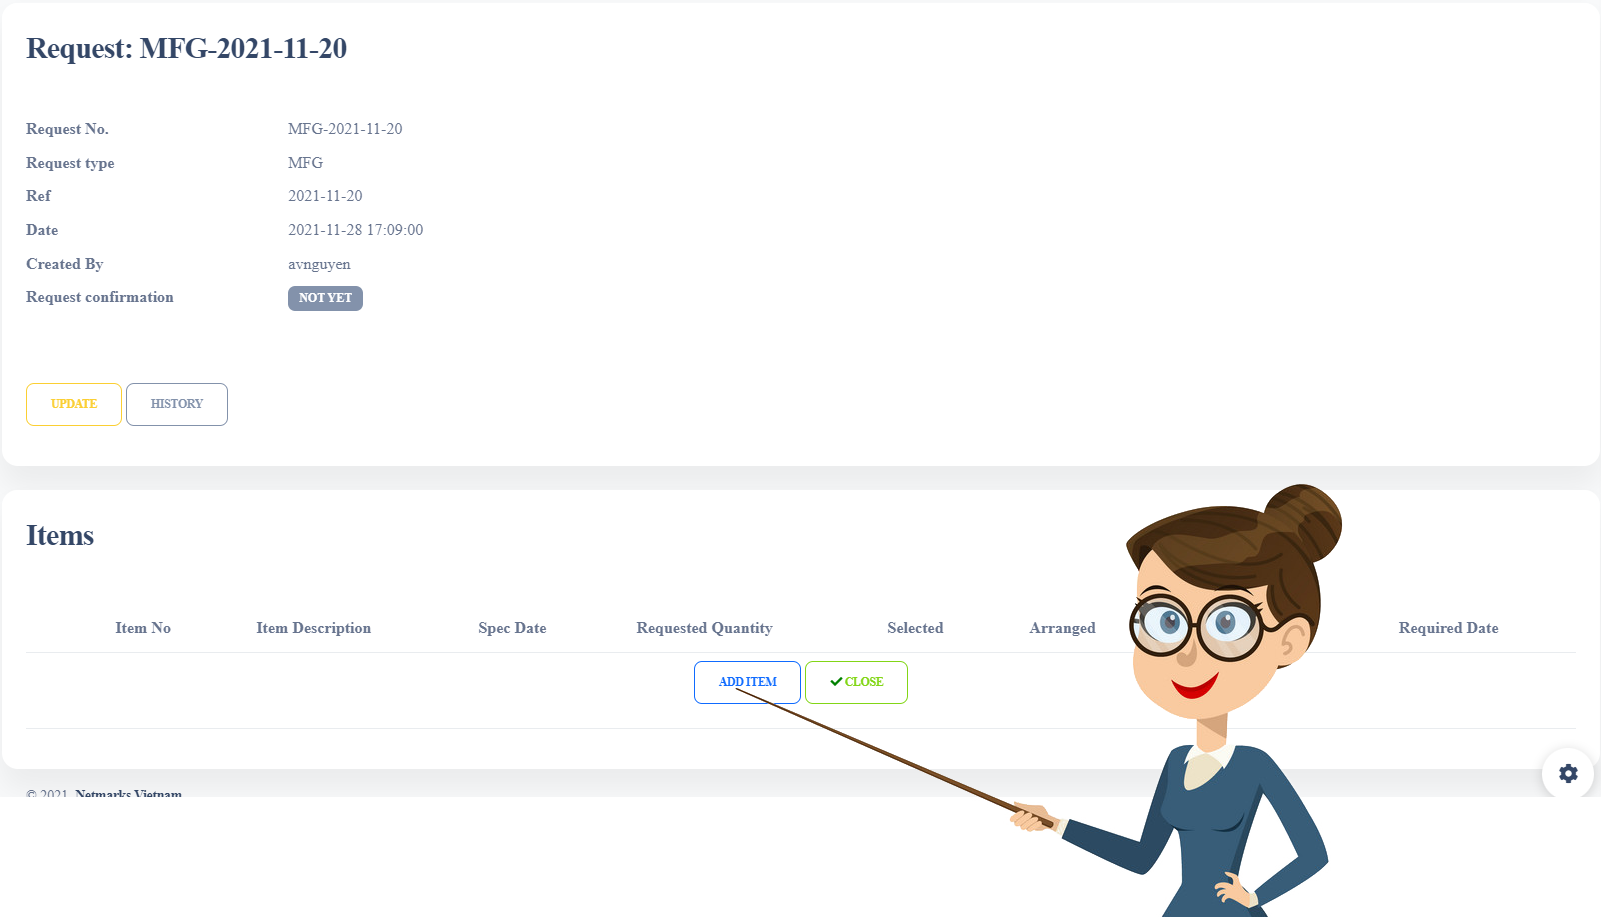 Request: MFG-2021-11-20
Request No. MFG-2021-11-20
Request type MFG
Ref 2021-11-20
Date 2021-11-28 17:09:00
Created By avnguyen
Request confirmation NOT YET
UPDATE HISTORY
Items
Item No Item Description Spec Date Requested Quantity Selected Arranged Required Date
ADD ITEM CLOSE
© 2021, Netmarks Vietnam